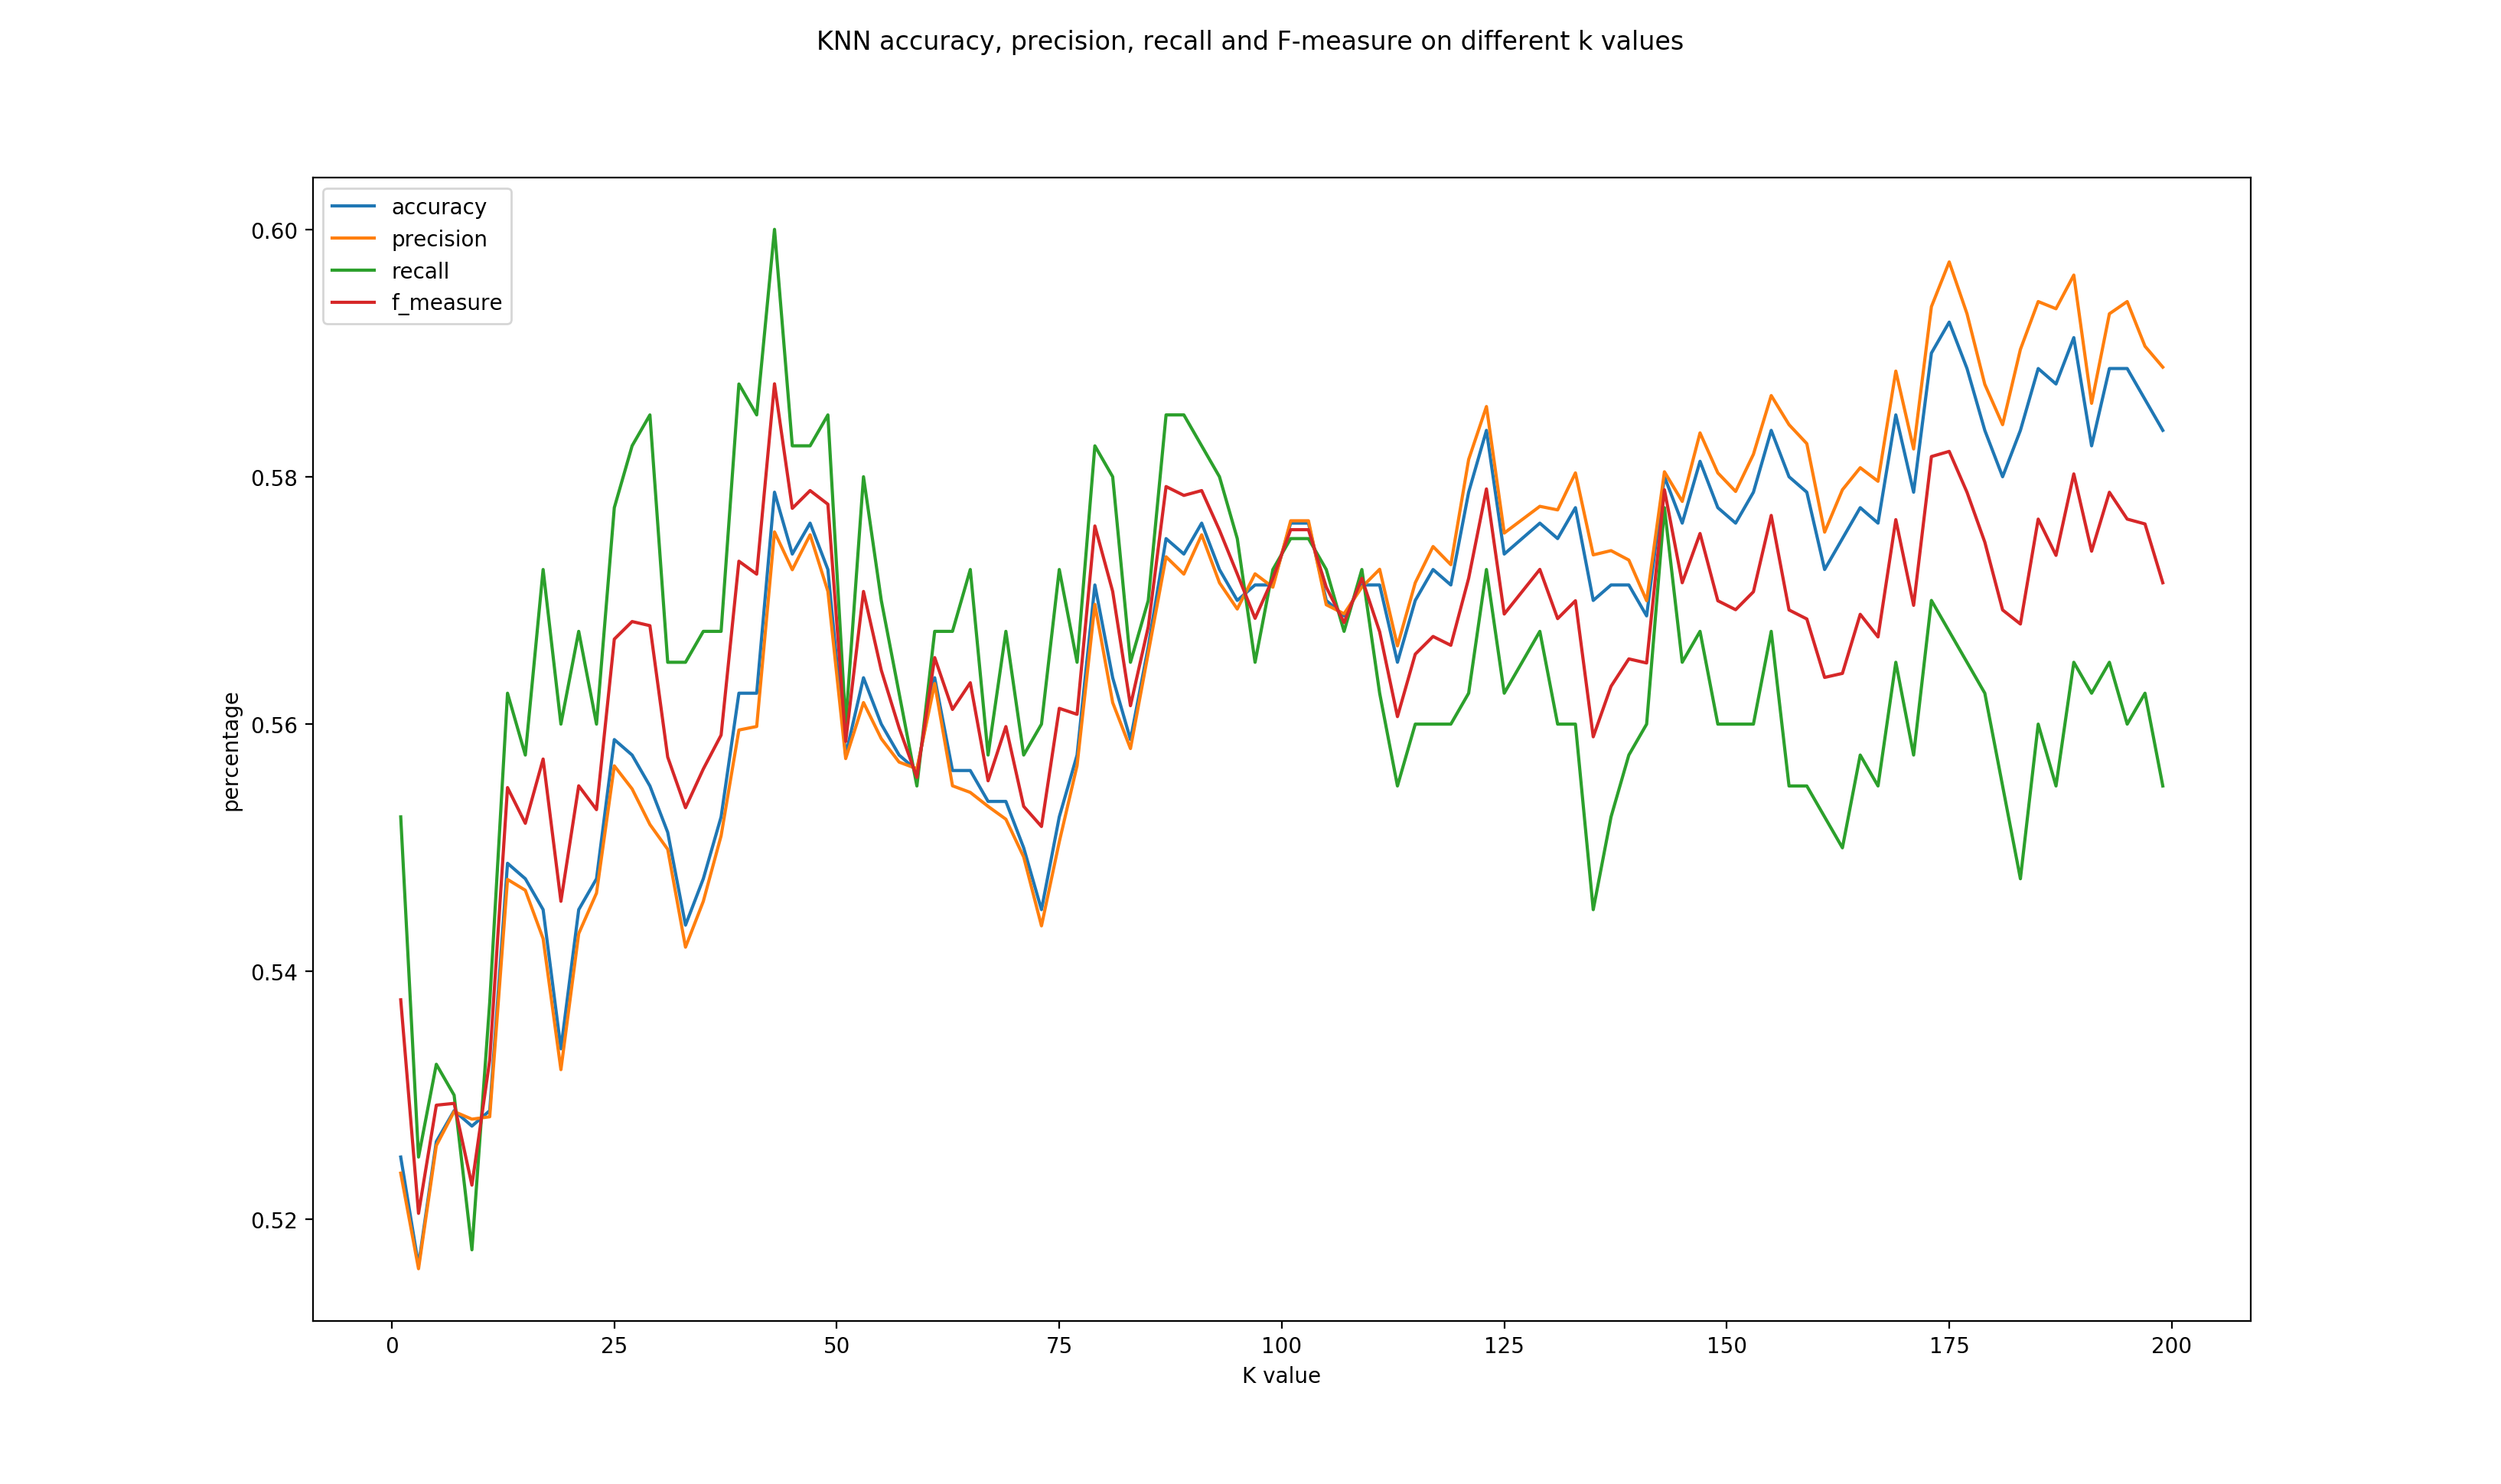 KNN accuracy, precision, recall and F-measure on different k values
accuracy
precision
recall
f_measure
0.60
0.58
0.56
0.54
0.52
percentage
0 25 50 75 100 125 150 175 200
K value